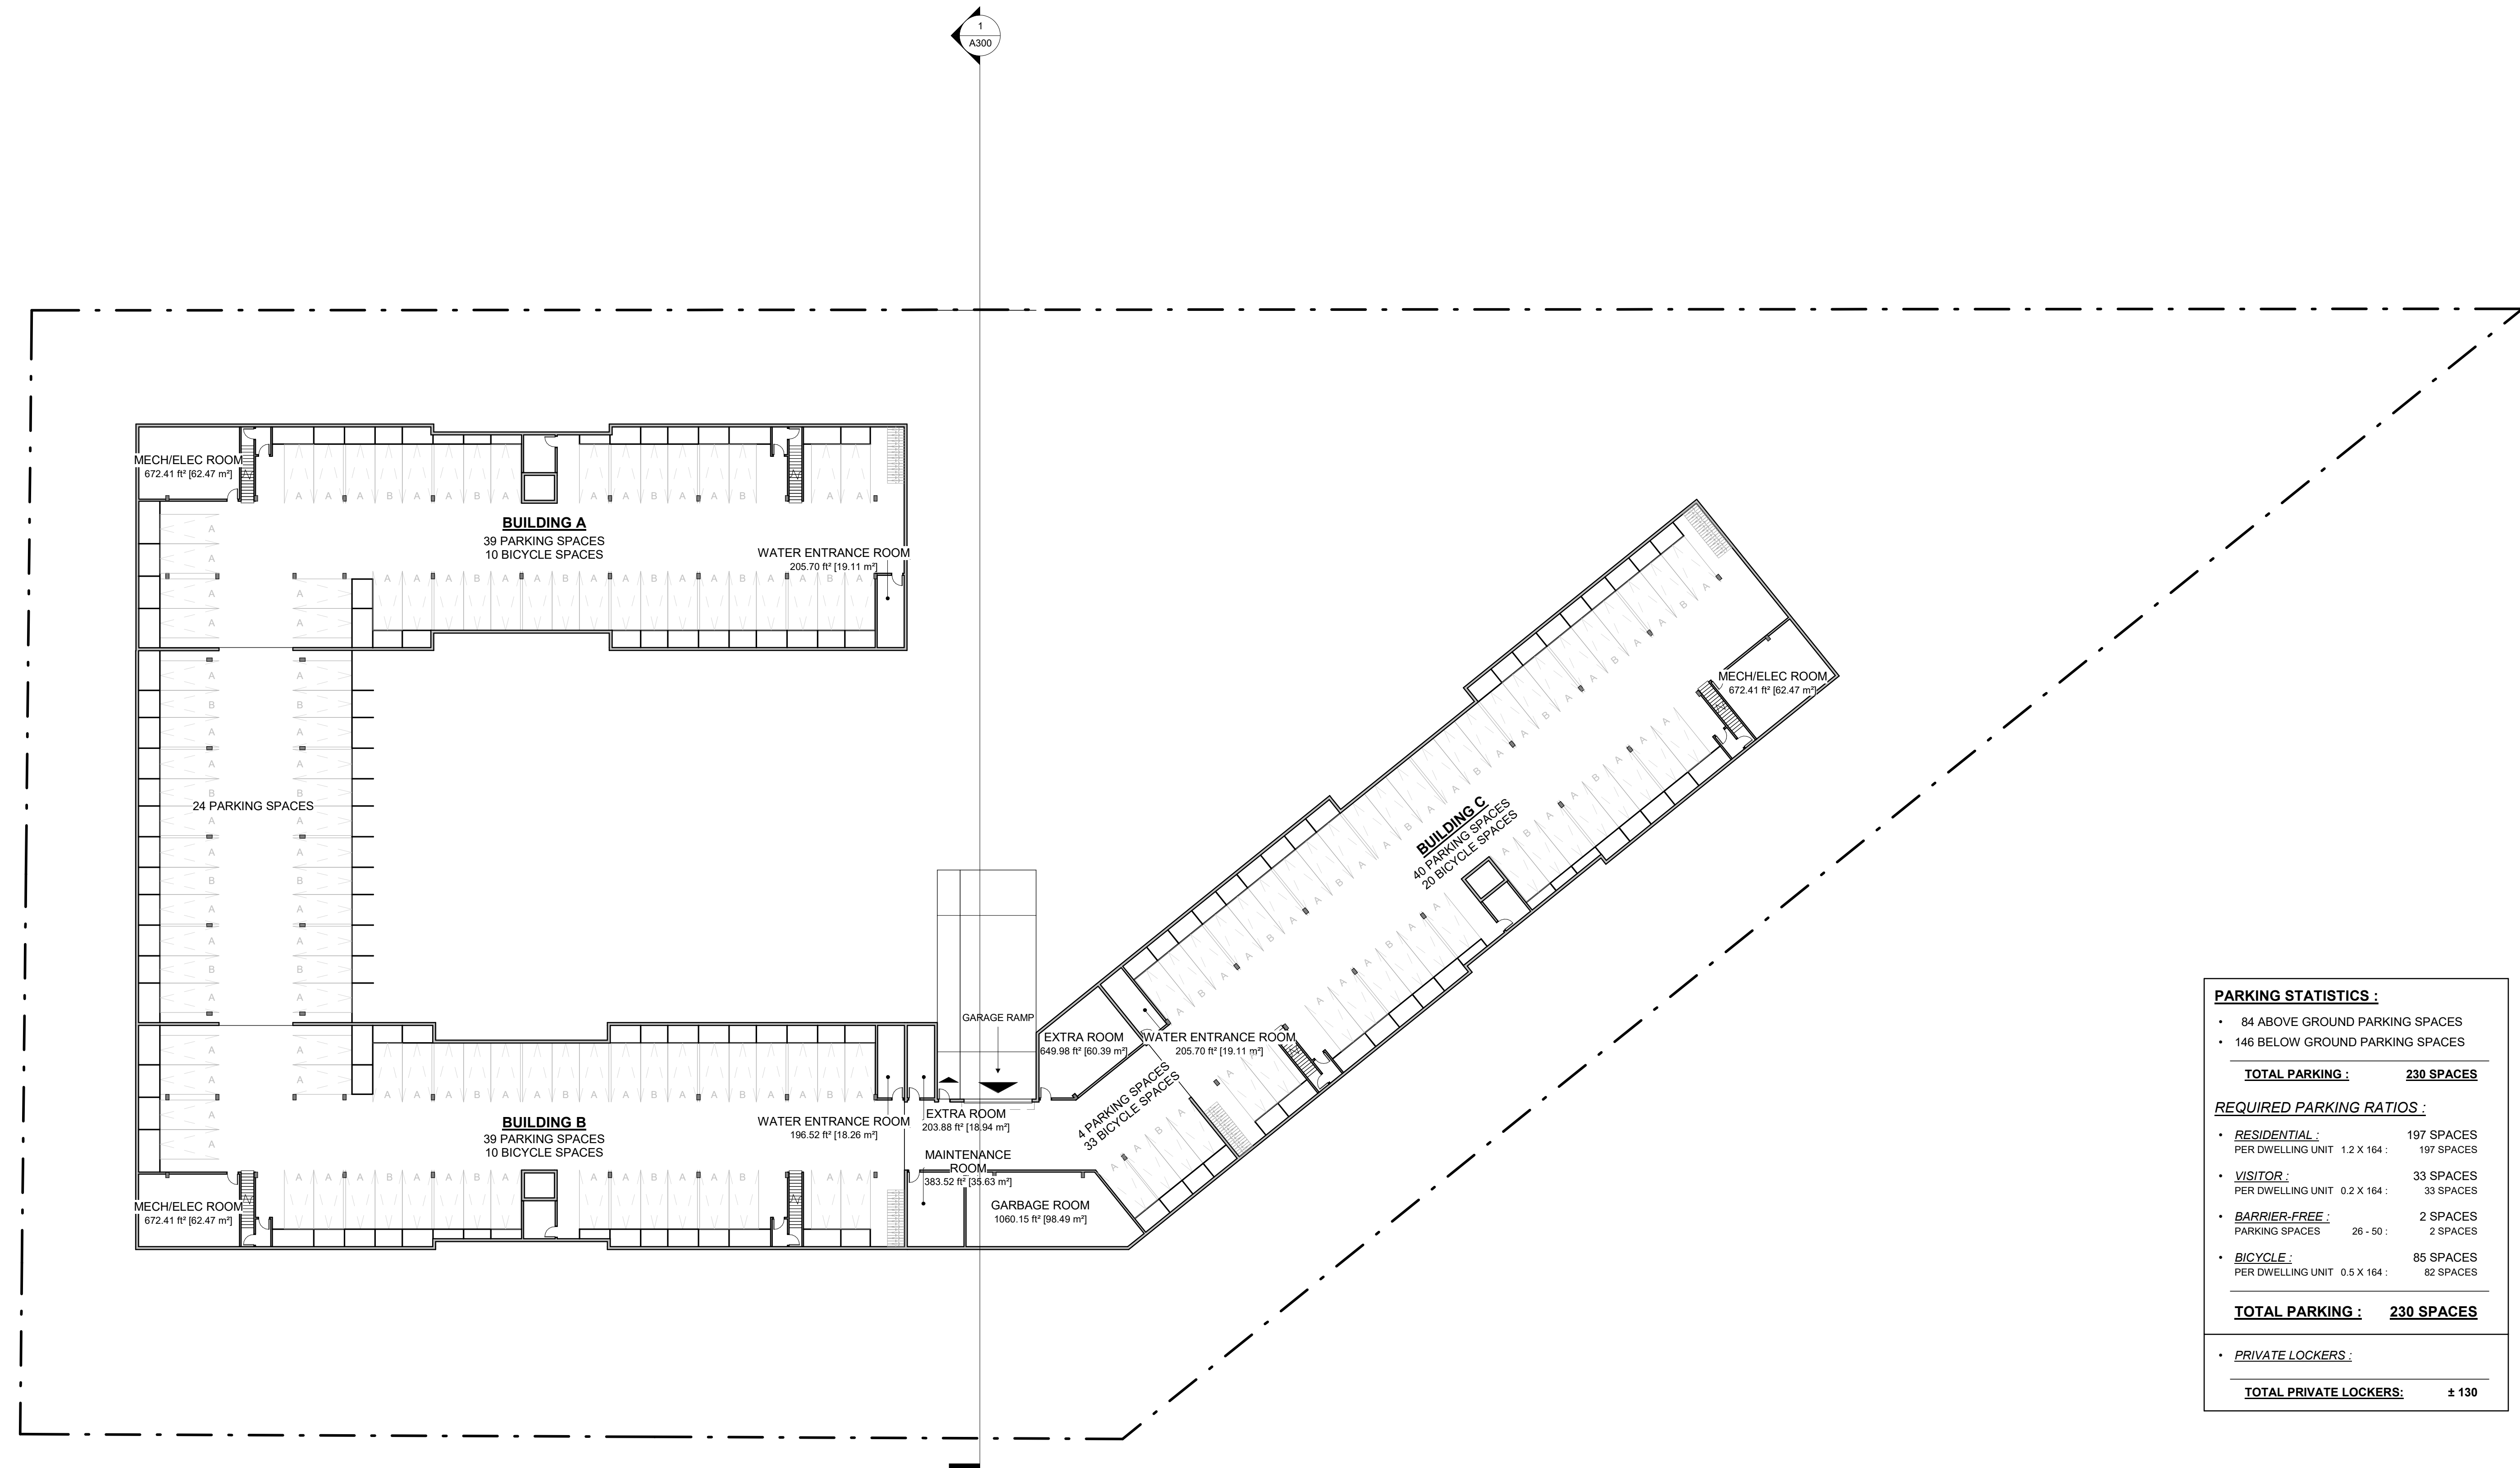 1
A300
MECH/ELEC ROOM
672.41 ft² [62.47 m²]
BUILDING A
39 PARKING SPACES
10 BICYCLE SPACES
WATER ENTRANCE ROOM
205.70 ft² [19.11 m²]
24 PARKING SPACES
BUILDING B
39 PARKING SPACES
10 BICYCLE SPACES
MECH/ELEC ROOM
672.41 ft² [62.47 m²]
WATER ENTRANCE ROOM
196.52 ft² [18.26 m²]
EXTRA ROOM
203.88 ft² [18.94 m²]
MAINTENANCE
ROOM
383.52 ft² [35.63 m²]
GARBAGE ROOM
1060.15 ft² [98.49 m²]
GARAGE RAMP
EXTRA ROOM
649.98 ft² [60.39 m²]
WATER ENTRANCE ROOM
205.70 ft² [19.11 m²]
4 PARKING SPACES
33 BICYCLE SPACES
BUILDING C
40 PARKING SPACES
20 BICYCLE SPACES
MECH/ELEC ROOM
672.41 ft² [62.47 m²]
PARKING STATISTICS :
• 84 ABOVE GROUND PARKING SPACES
• 146 BELOW GROUND PARKING SPACES
TOTAL PARKING : 230 SPACES
REQUIRED PARKING RATIOS :
• RESIDENTIAL : 197 SPACES
PER DWELLING UNIT 1.2 X 164 : 197 SPACES
• VISITOR : 33 SPACES
PER DWELLING UNIT 0.2 X 164 : 33 SPACES
• BARRIER-FREE : 2 SPACES
PARKING SPACES 26 - 50 : 2 SPACES
• BICYCLE : 85 SPACES
PER DWELLING UNIT 0.5 X 164 : 82 SPACES
TOTAL PARKING : 230 SPACES
• PRIVATE LOCKERS :
TOTAL PRIVATE LOCKERS: ± 130